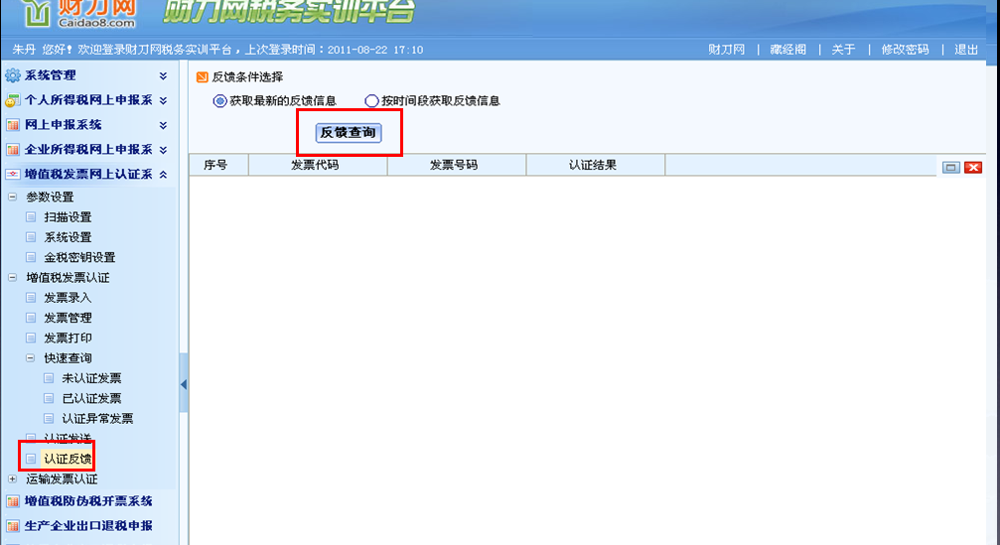 财刀网
Caidao8.com
财刀网税务实训平台
朱丹 您好! 欢迎登录财刀网税务实训平台，上次登录时间：2011-08-22 17:10
财刀网 | 藏经阁 | 关于 | 修改密码 | 退出
系统管理
个人所得税网上申报系
网上申报系统
企业所得税网上申报系
增值税发票网上认证系
参数设置
扫描设置
系统设置
金税密钥设置
增值税发票认证
发票录入
发票管理
发票打印
快速查询
未认证发票
已认证发票
认证异常发票
认证发送
认证反馈
运输发票认证
增值税防伪税开票系统
生产企业出口退税申报
反馈条件选择
获取最新的反馈信息 按时间段获取反馈信息
反馈查询
序号 发票代码 发票号码 认证结果